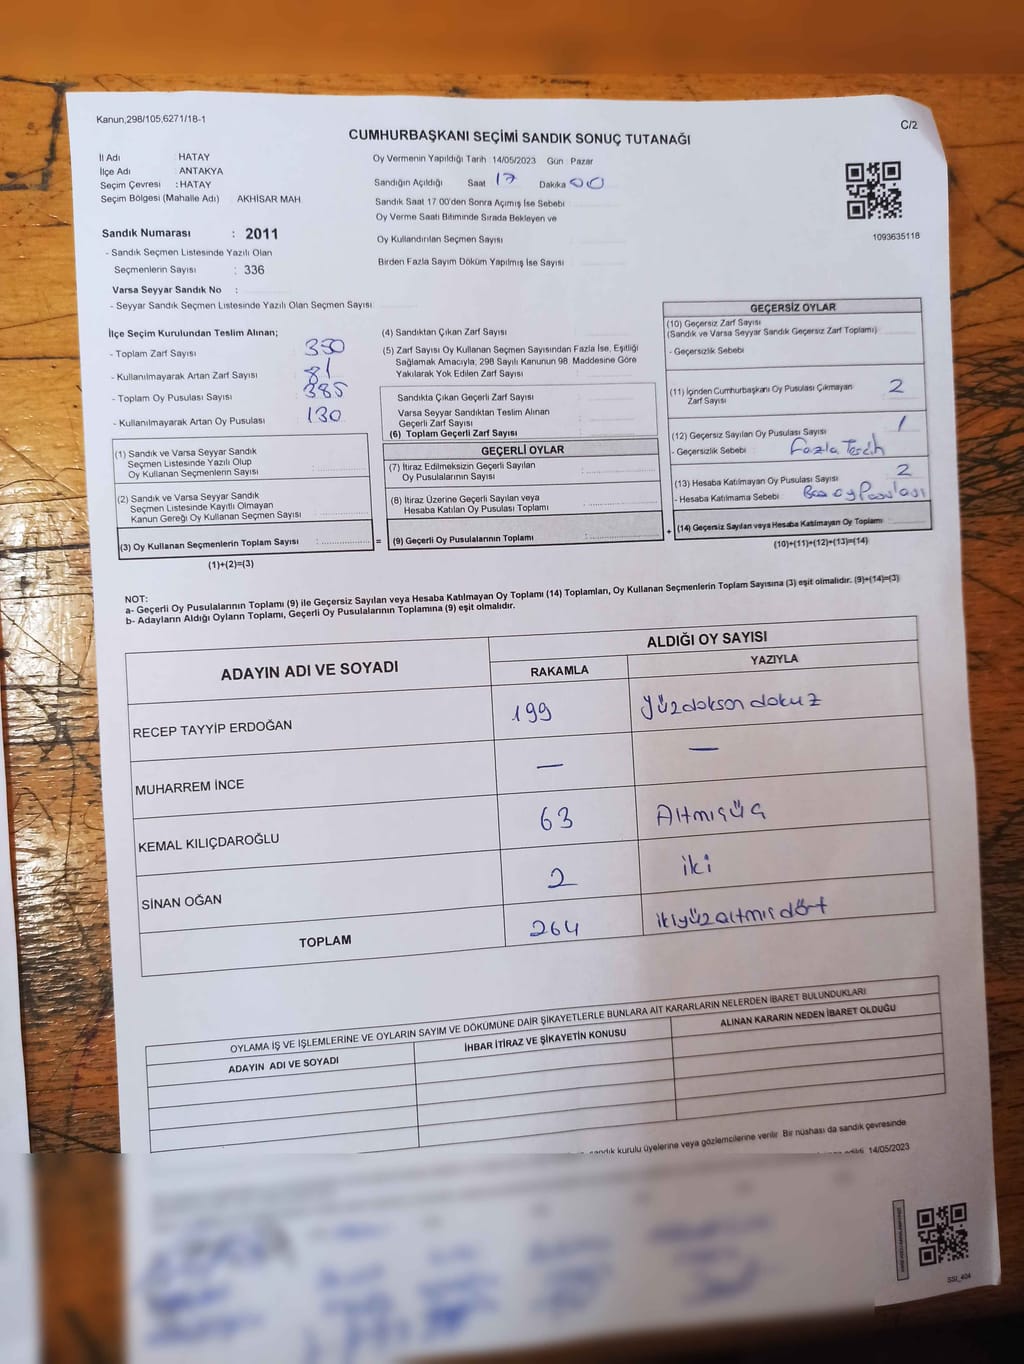 Kanun,298/105,6271/18-1
C/2
CUMHURBAŞKANI SEÇİMİ SANDIK SONUÇ TUTANAĞI
İl Adı : HATAY
İlçe Adı : ANTAKYA
Seçim Çevresi : HATAY
Seçim Bölgesi (Mahalle Adı) AKHİSAR MAH
Sandık Numarası : 2011
- Sandık Seçmen Listesinde Yazılı Olan
Seçmenlerin Sayısı : 336
Varsa Seyyar Sandık No :
- Seyyar Sandık Seçmen Listesinde Yazılı Olan Seçmen Sayısı
Oy Vermenin Yapıldığı Tarih 14/05/2023 Gün Pazar
Sandığın Açıldığı Saat 17 Dakika 00
Sandık Saat 17 00'den Sonra Açımış İse Sebebi
Oy Verme Saati Bitiminde Sırada Bekleyen ve
Oy Kullandırılan Seçmen Sayısı
Birden Fazla Sayım Döküm Yapılmış İse Sayısı
1093635118
İlçe Seçim Kurulundan Teslim Alınan;
- Toplam Zarf Sayısı 350
- Kullanılmayarak Artan Zarf Sayısı 81
- Toplam Oy Pusulası Sayısı 385
- Kullanılmayarak Artan Oy Pusulası 130
(1) Sandık ve Varsa Seyyar Sandık
Seçmen Listesinde Yazılı Olup
Oy Kullanan Seçmenlerin Sayısı :
(2) Sandık ve Varsa Seyyar Sandık
Seçmen Listesinde Kayıtlı Olmayan
Kanun Gereği Oy Kullanan Seçmen Sayısı :
(3) Oy Kullanan Seçmenlerin Toplam Sayısı : =
(1)+(2)=(3)
(4) Sandıktan Çıkan Zarf Sayısı
(5) Zarf Sayısı Oy Kullanan Seçmen Sayısından Fazla İse, Eşitliği
Sağlamak Amacıyla, 298 Sayılı Kanunun 98. Maddesine Göre
Yakılarak Yok Edilen Zarf Sayısı :
Sandıkta Çıkan Geçerli Zarf Sayısı
Varsa Seyyar Sandıktan Teslim Alınan
Geçerli Zarf Sayısı
(6) Toplam Geçerli Zarf Sayısı
GEÇERLİ OYLAR
(7) İtiraz Edilmeksizin Geçerli Sayılan
Oy Pusulalarının Sayısı :
(8) İtiraz Üzerine Geçerli Sayılan veya
Hesaba Katılan Oy Pusulası Toplamı :
(9) Geçerli Oy Pusulalarının Toplamı : +
GEÇERSİZ OYLAR
(10) Geçersiz Zarf Sayısı
(Sandık ve Varsa Seyyar Sandık Geçersiz Zarf Toplamı)
- Geçersizlik Sebebi
(11) İçinden Cumhurbaşkanı Oy Pusulası Çıkmayan 2
Zarf Sayısı
(12) Geçersiz Sayılan Oy Pusulası Sayısı 1
- Geçersizlik Sebebi : Fazla Tercih
(13) Hesaba Katılmayan Oy Pusulası Sayısı 2
- Hesaba Katılmama Sebebi : Boş oy Pusulası
(14) Geçersiz Sayılan veya Hesaba Katılmayan Oy Toplamı :
(10)+(11)+(12)+(13)=(14)
NOT:
a- Geçerli Oy Pusulalarının Toplamı (9) ile Geçersiz Sayılan veya Hesaba Katılmayan Oy Toplamı (14) Toplamları, Oy Kullanan Seçmenlerin Toplam Sayısına (3) eşit olmalıdır. (9)+(14)=(3)
b- Adayların Aldığı Oyların Toplamı, Geçerli Oy Pusulalarının Toplamına (9) eşit olmalıdır.
ADAYIN ADI VE SOYADI
ALDIĞI OY SAYISI
RAKAMLA YAZIYLA
RECEP TAYYİP ERDOĞAN 199 yüzdoksondokuz
MUHARREM İNCE — —
KEMAL KILIÇDAROĞLU 63 Altmışüç
SİNAN OĞAN 2 iki
TOPLAM 264 ikiyüzaltmışdört
OYLAMA İŞ VE İŞLEMLERİNE VE OYLARIN SAYIM VE DÖKÜMÜNE DAİR ŞİKAYETLERLE BUNLARA AİT KARARLARIN NELERDEN İBARET BULUNDUKLARI
ADAYIN ADI VE SOYADI İHBAR İTİRAZ VE ŞİKAYETİN KONUSU ALINAN KARARIN NEDEN İBARET OLDUĞU
sandık kurulu üyelerine veya gözlemcilerine verilir. Bir nüshası da sandık çevresinde
edildi. 14/05/2023
SSI_404